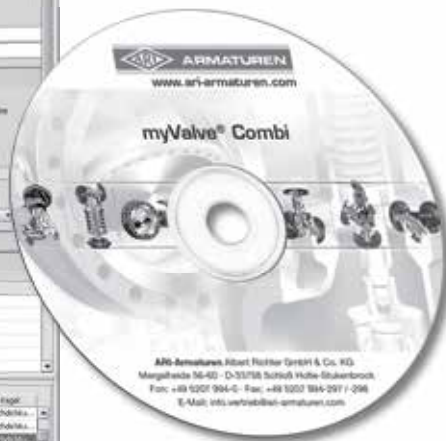 ARI ARMATUREN
www.ari-armaturen.com
myValve® Combi
ARI-Armaturen Albert Richter GmbH & Co. KG
Mergelheide 56-60 · D-33758 Schloß Holte-Stukenbrock
Fon: +49 5207 994-0 · Fax: +49 5207 994-297 / -298
E-Mail: info.vertrieb@ari-armaturen.com